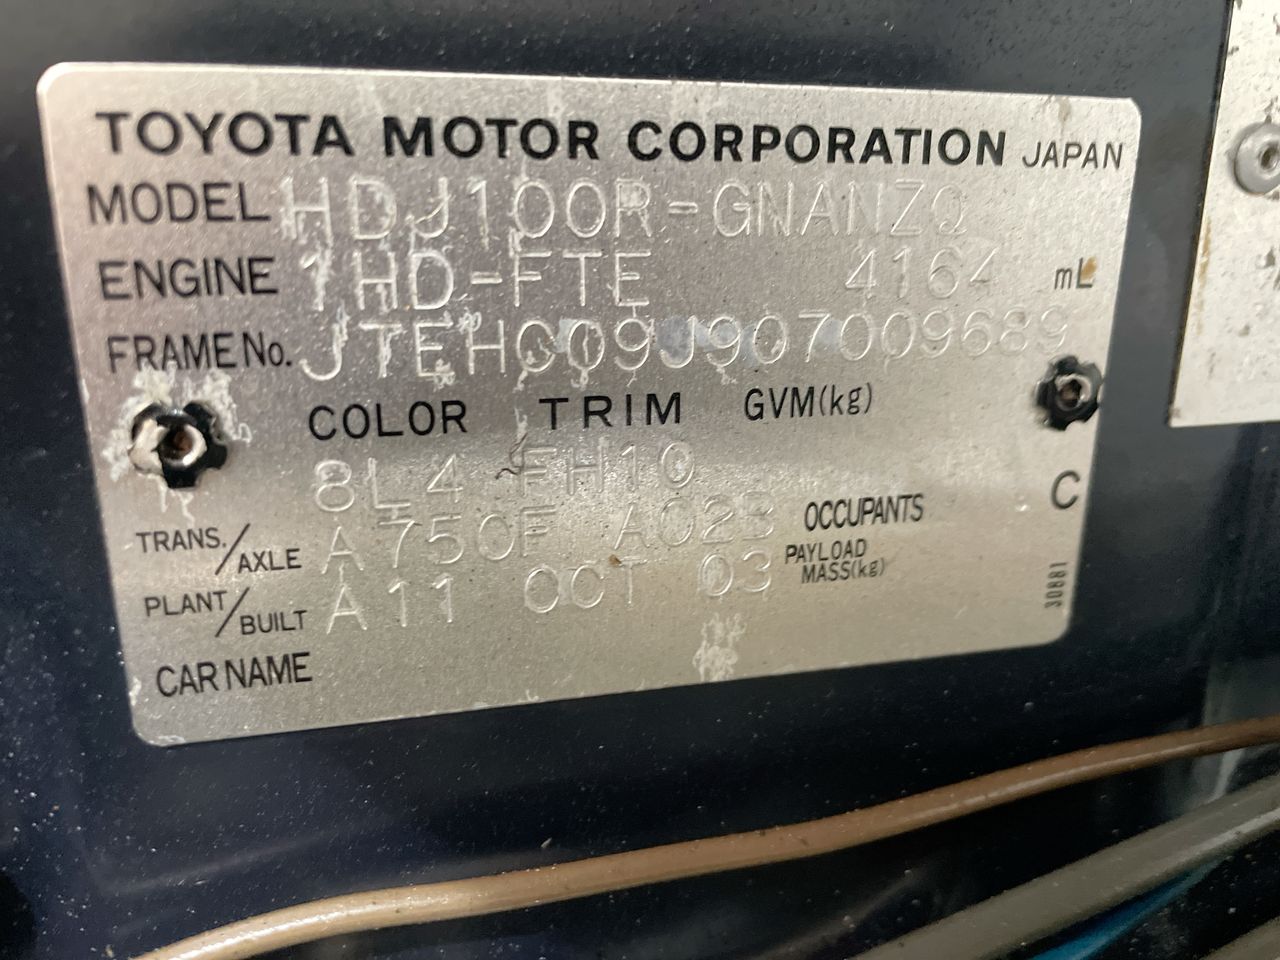 TOYOTA MOTOR CORPORATION JAPAN
MODEL HDJ100R-GNANZQ
ENGINE 1HD-FTE 4164 mL
FRAME No. JTEHC09J907009689
COLOR TRIM GVM(kg)
8L4 FH10 C
TRANS./AXLE A750F A02B OCCUPANTS
PAYLOAD MASS(kg)
PLANT/BUILT A11 OCT 03
30881
CAR NAME